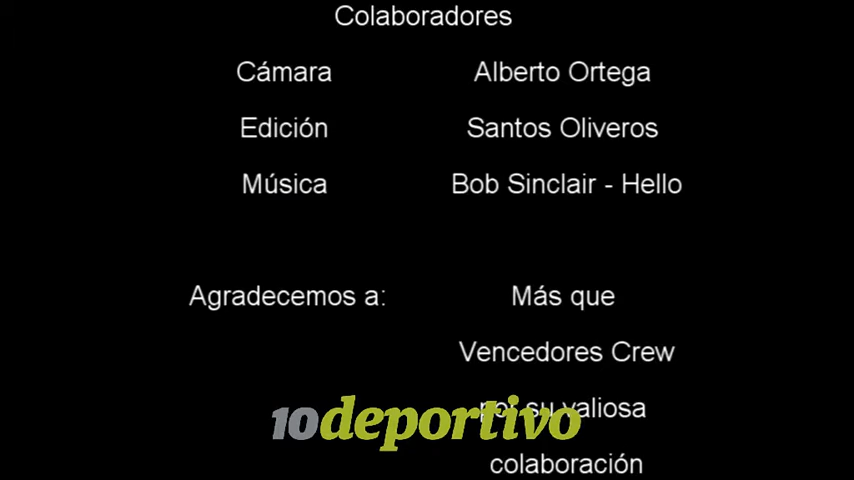 Colaboradores
Cámara Alberto Ortega
Edición Santos Oliveros
Música Bob Sinclair - Hello
Agradecemos a: Más que
Vencedores Crew
por su valiosa
10deportivo
colaboración